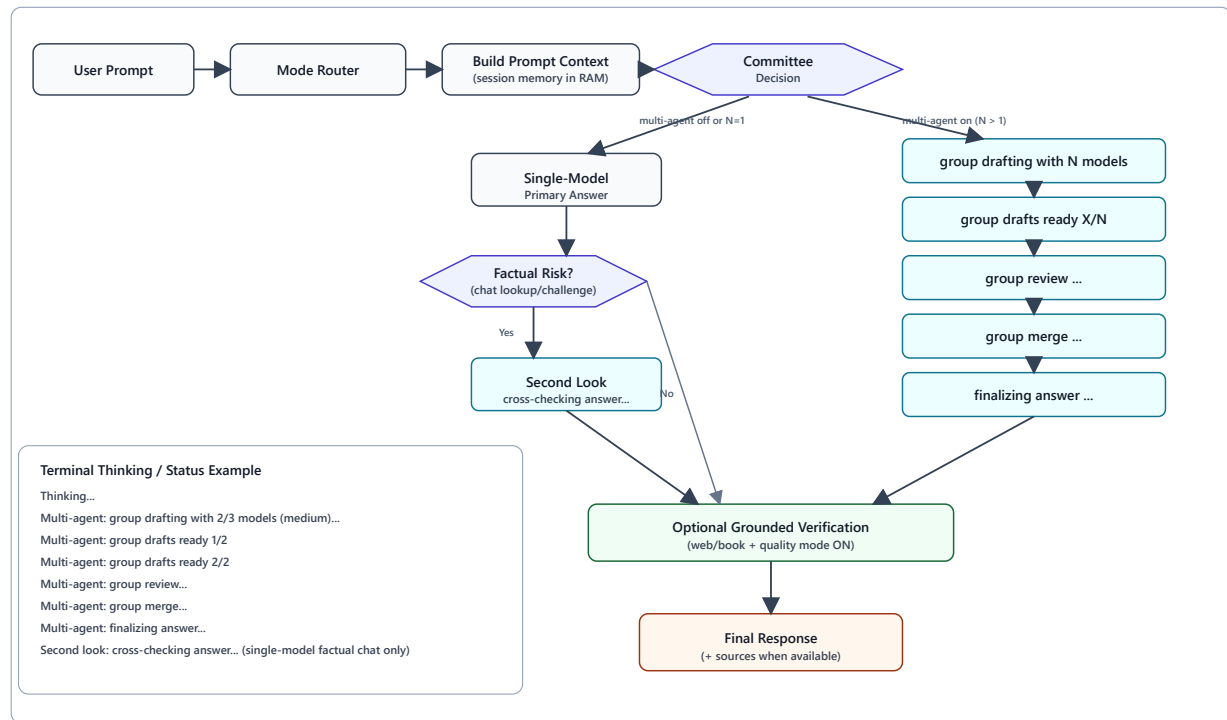 User Prompt
Mode Router
Build Prompt Context
(session memory in RAM)
Committee
Decision
multi-agent off or N=1
multi-agent on (N > 1)
Single-Model
Primary Answer
group drafting with N models
group drafts ready X/N
Factual Risk?
(chat lookup/challenge)
group review ...
Yes
group merge ...
Second Look
cross-checking answer...
No
finalizing answer ...
Terminal Thinking / Status Example
Thinking...
Multi-agent: group drafting with 2/3 models (medium)...
Multi-agent: group drafts ready 1/2
Multi-agent: group drafts ready 2/2
Multi-agent: group review...
Multi-agent: group merge...
Multi-agent: finalizing answer...
Second look: cross-checking answer... (single-model factual chat only)
Optional Grounded Verification
(web/book + quality mode ON)
Final Response
(+ sources when available)